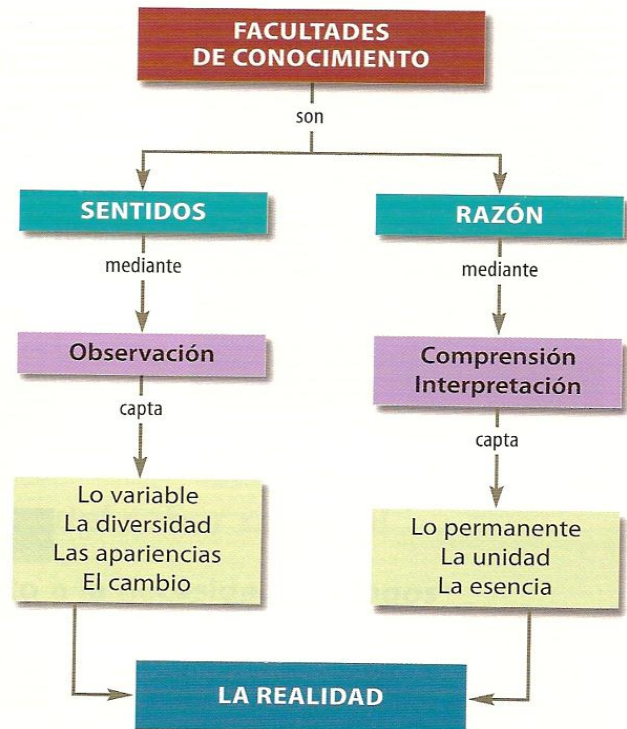 FACULTADES
DE CONOCIMIENTO
son
SENTIDOS
mediante
Observación
capta
Lo variable
La diversidad
Las apariencias
El cambio
RAZÓN
mediante
Comprensión
Interpretación
capta
Lo permanente
La unidad
La esencia
LA REALIDAD